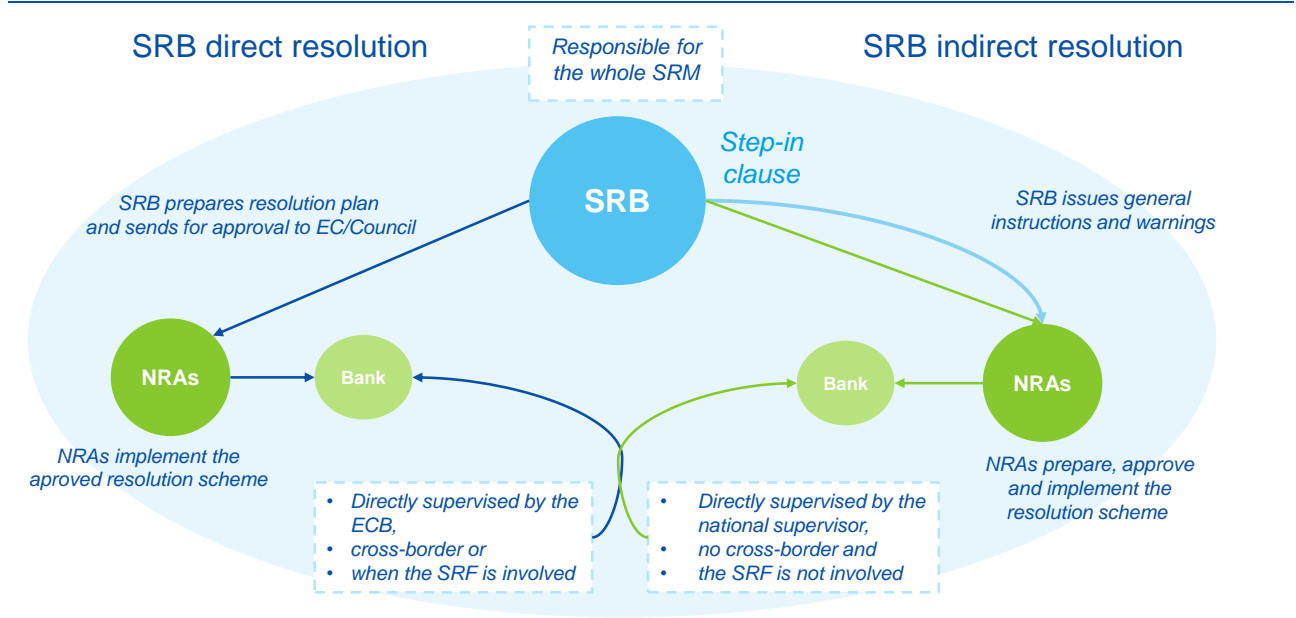 SRB direct resolution
Responsible for
the whole SRM
SRB indirect resolution
Step-in
clause
SRB
SRB prepares resolution plan
and sends for approval to EC/Council
SRB issues general
instructions and warnings
NRAs
Bank
Bank
NRAs
NRAs implement the
aproved resolution scheme
NRAs prepare, approve
and implement the
resolution scheme
• Directly supervised by the
ECB,
• cross-border or
• when the SRF is involved
• Directly supervised by the
national supervisor,
• no cross-border and
• the SRF is not involved